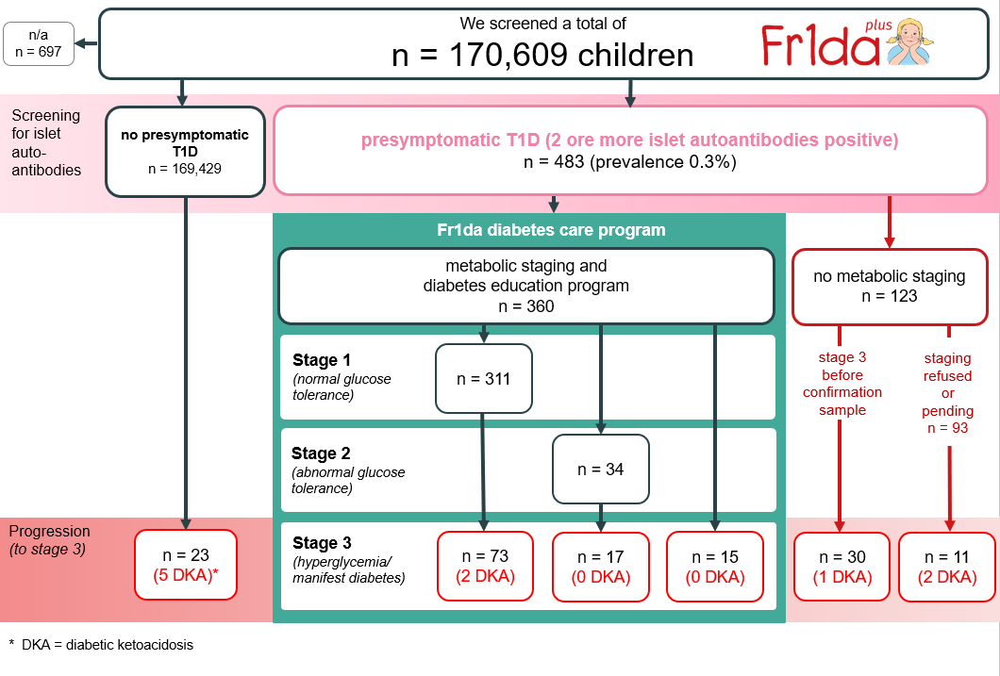 We screened a total of
n = 170,609 children
Fr1da plus
n/a
n = 697
Screening
for islet
auto-
antibodies
no presymptomatic
T1D
n = 169,429
presymptomatic T1D (2 ore more islet autoantibodies positive)
n = 483 (prevalence 0.3%)
Fr1da diabetes care program
metabolic staging and
diabetes education program
n = 360
no metabolic staging
n = 123
Stage 1
(normal glucose
tolerance)
n = 311
stage 3
before
confirmation
sample
staging
refused
or
pending
n = 93
Stage 2
(abnormal glucose
tolerance)
n = 34
Progression
(to stage 3)
n = 23
(5 DKA)*
Stage 3
(hyperglycemia/
manifest diabetes)
n = 73
(2 DKA)
n = 17
(0 DKA)
n = 15
(0 DKA)
n = 30
(1 DKA)
n = 11
(2 DKA)
* DKA = diabetic ketoacidosis